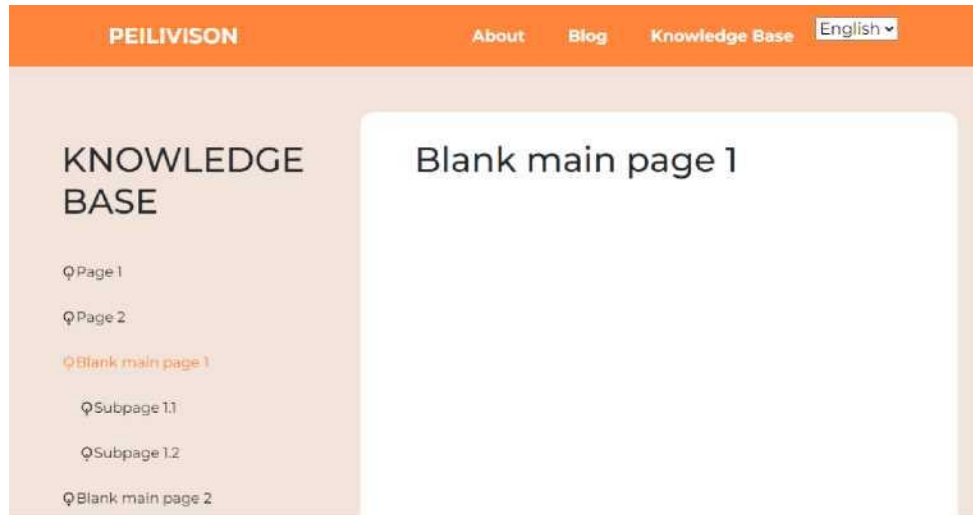 PEILIVISON
About Blog Knowledge Base English
KNOWLEDGE
BASE
Page 1
Page 2
Blank main page 1
Subpage 1.1
Subpage 1.2
Blank main page 2
Blank main page 1